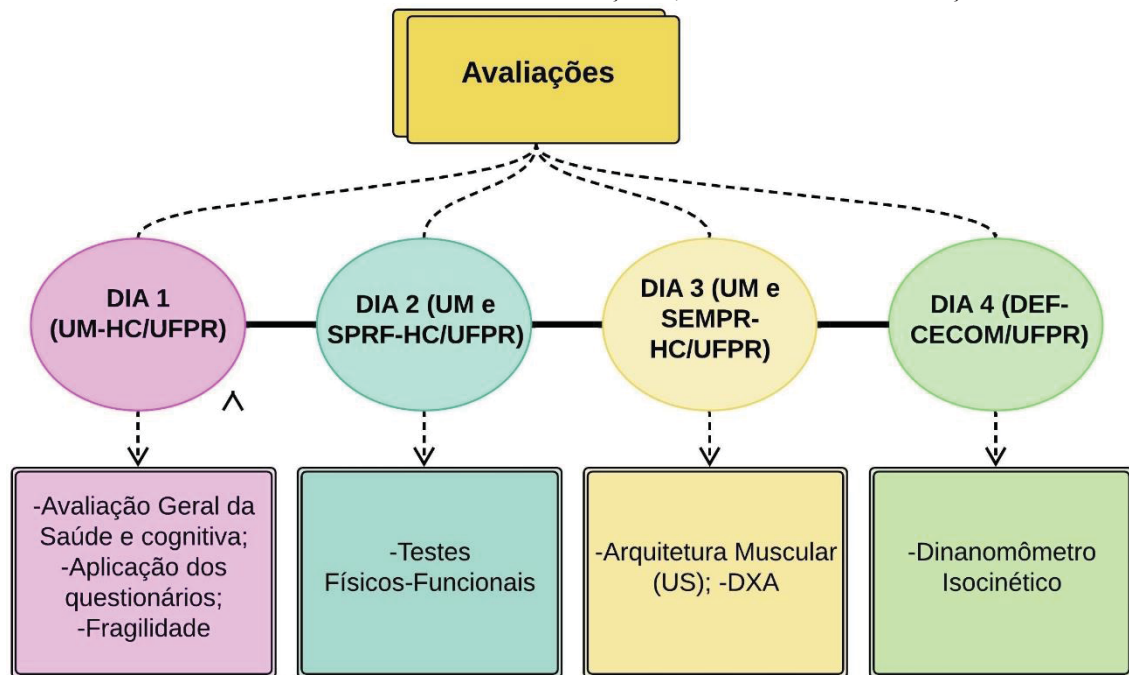 Avaliações
DIA 1
(UM-HC/UFPR)
DIA 2 (UM e
SPRF-HC/UFPR)
DIA 3 (UM e
SEMPR-
HC/UFPR)
DIA 4 (DEF-
CECOM/UFPR)
-Avaliação Geral da
Saúde e cognitiva;
-Aplicação dos
questionários;
-Fragilidade
-Testes
Físicos-Funcionais
-Arquitetura Muscular
(US); -DXA
-Dinanomômetro
Isocinético